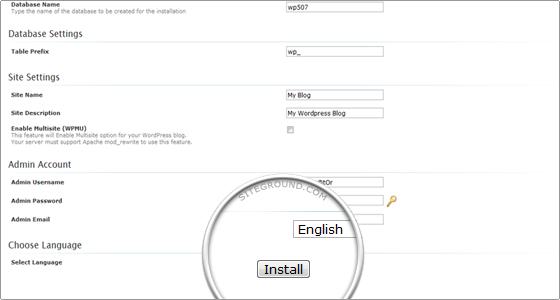 Database Name
Type the name of the database to be created for the installation
wp507
Database Settings
Table Prefix
wp_
Site Settings
Site Name
My Blog
Site Description
My Wordpress Blog
Enable Multisite (WPMU)
This feature will Enable Multisite option for your WordPress blog.
Your server must support Apache mod_rewrite to use this feature.
Admin Account
Admin Username
Admin Password
Admin Email
SITEGROUND.COM
Choose Language
Select Language
English
Install